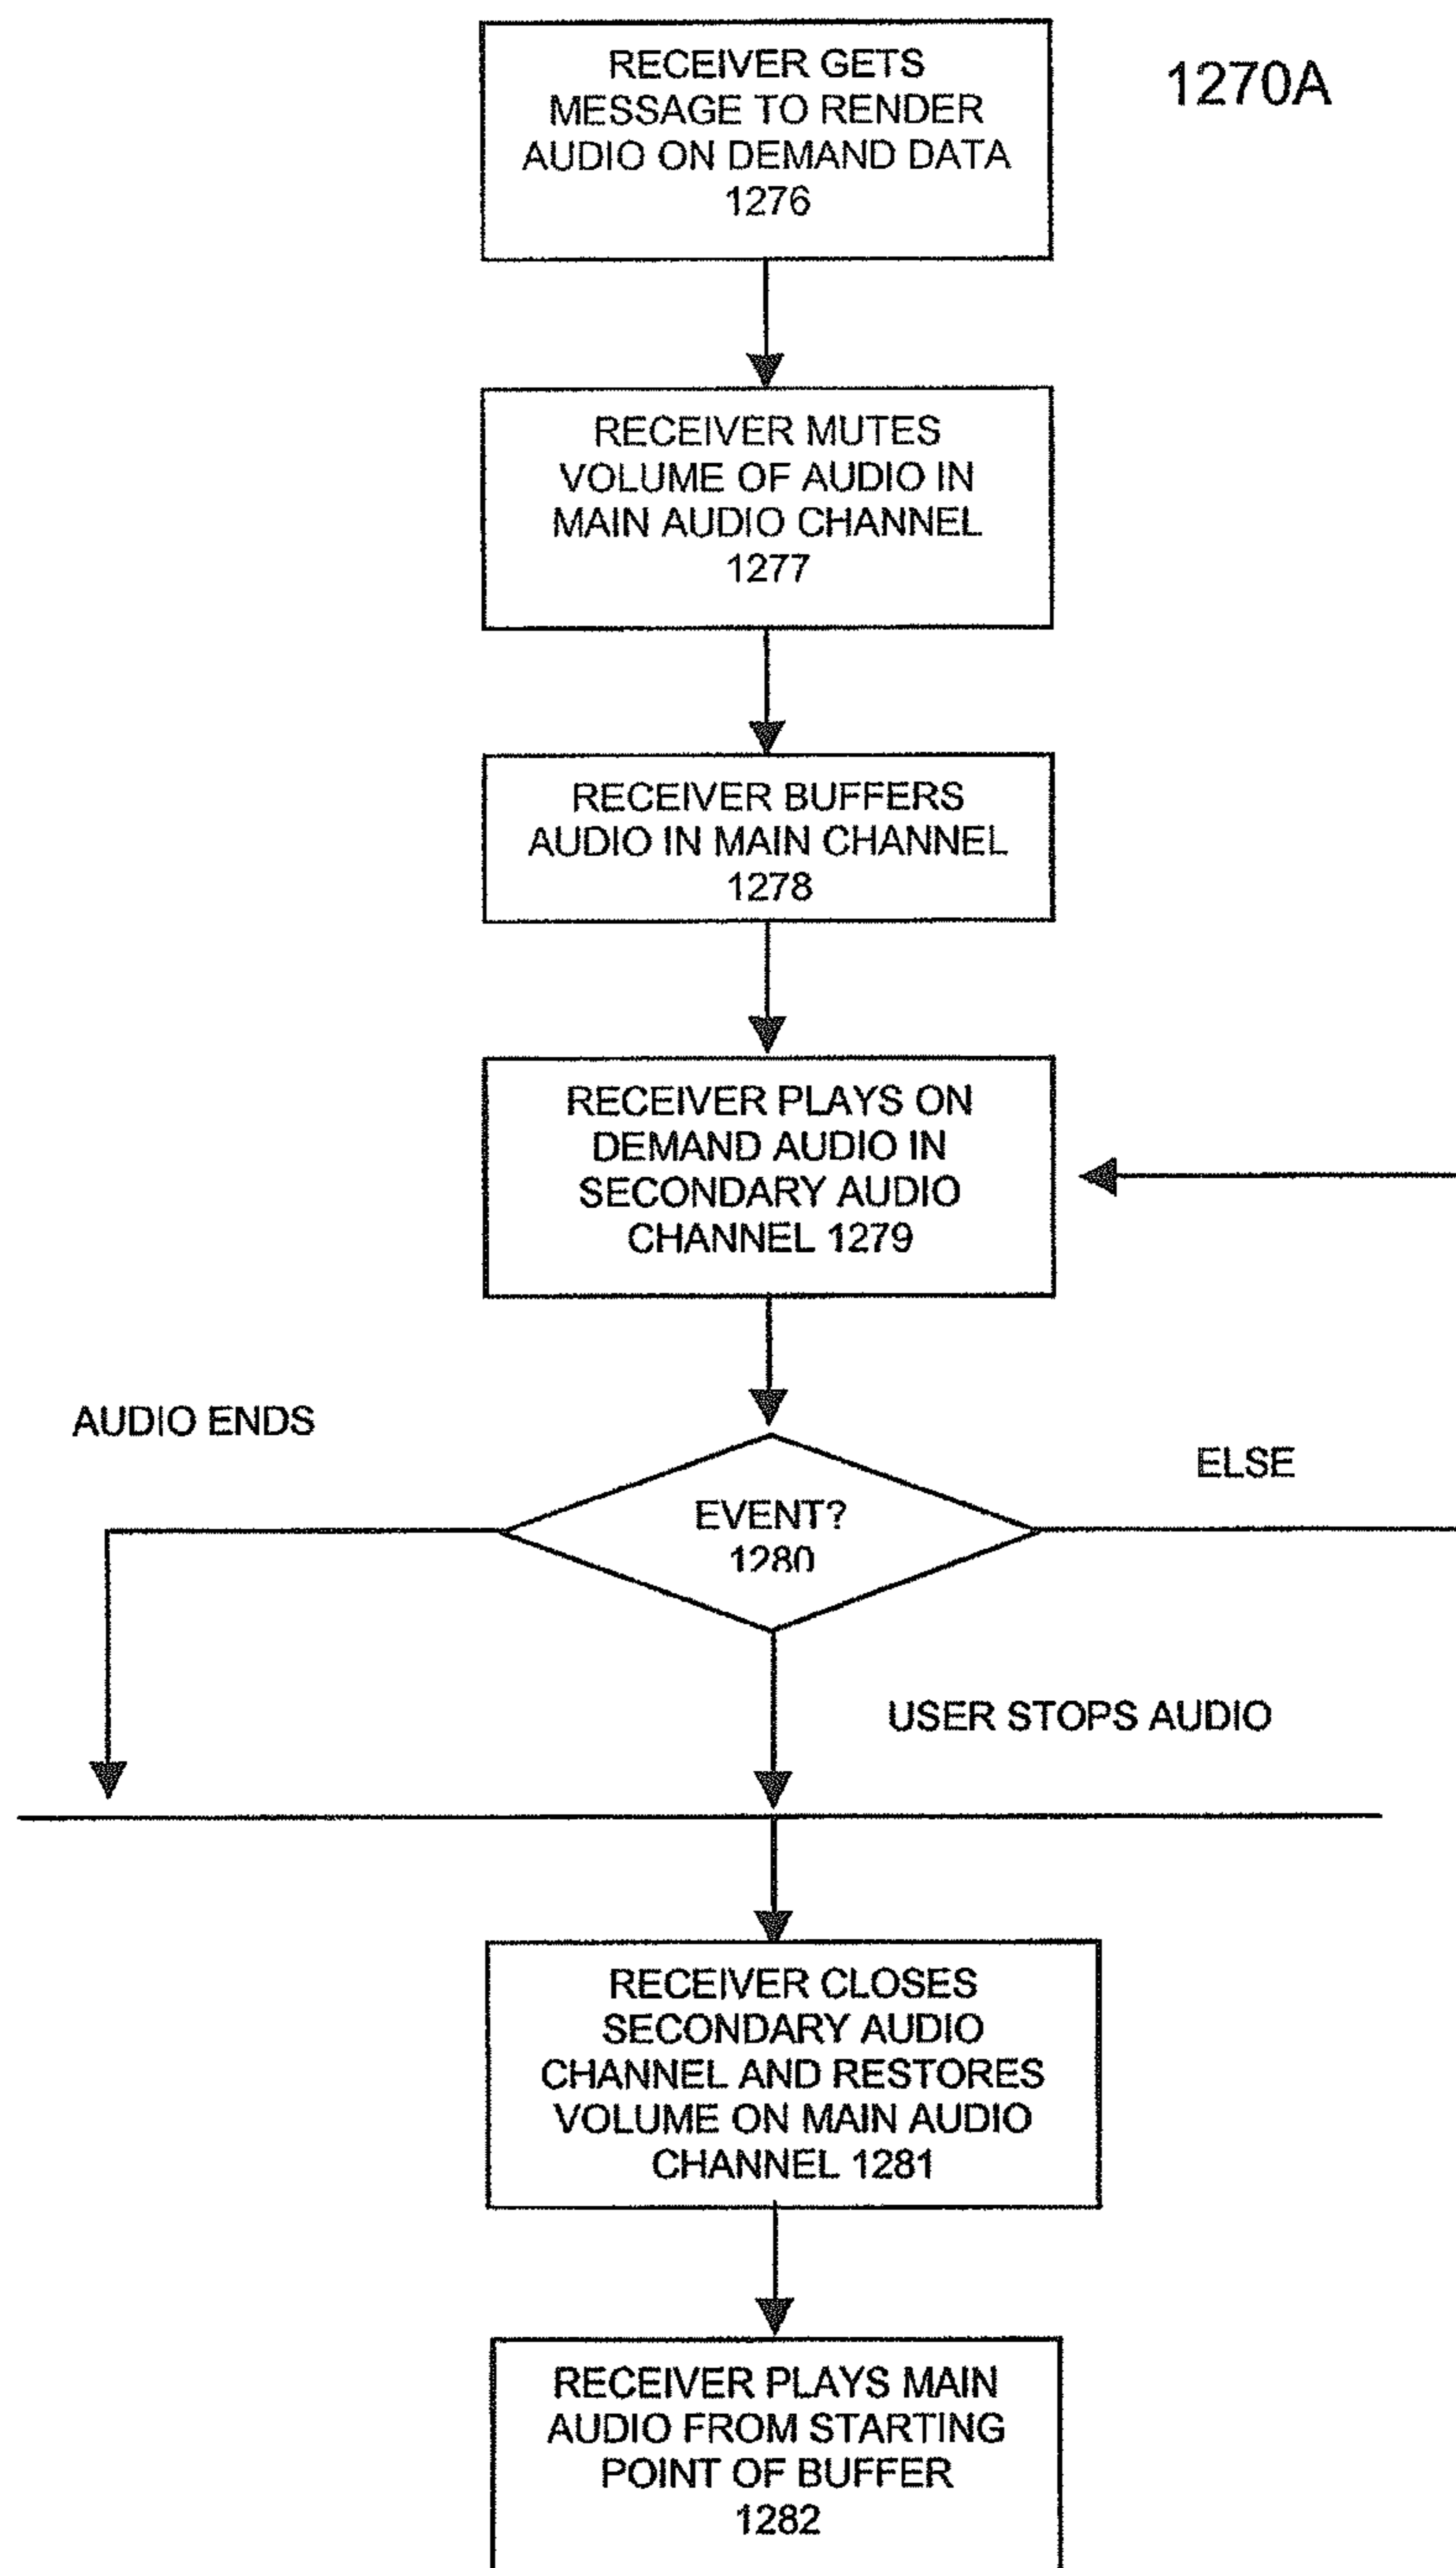 1270A
RECEIVER GETS
MESSAGE TO RENDER
AUDIO ON DEMAND DATA
1276
RECEIVER MUTES
VOLUME OF AUDIO IN
MAIN AUDIO CHANNEL
1277
RECEIVER BUFFERS
AUDIO IN MAIN CHANNEL
1278
RECEIVER PLAYS ON
DEMAND AUDIO IN
SECONDARY AUDIO
CHANNEL 1279
AUDIO ENDS
ELSE
EVENT?
1280
USER STOPS AUDIO
RECEIVER CLOSES
SECONDARY AUDIO
CHANNEL AND RESTORES
VOLUME ON MAIN AUDIO
CHANNEL 1281
RECEIVER PLAYS MAIN
AUDIO FROM STARTING
POINT OF BUFFER
1282